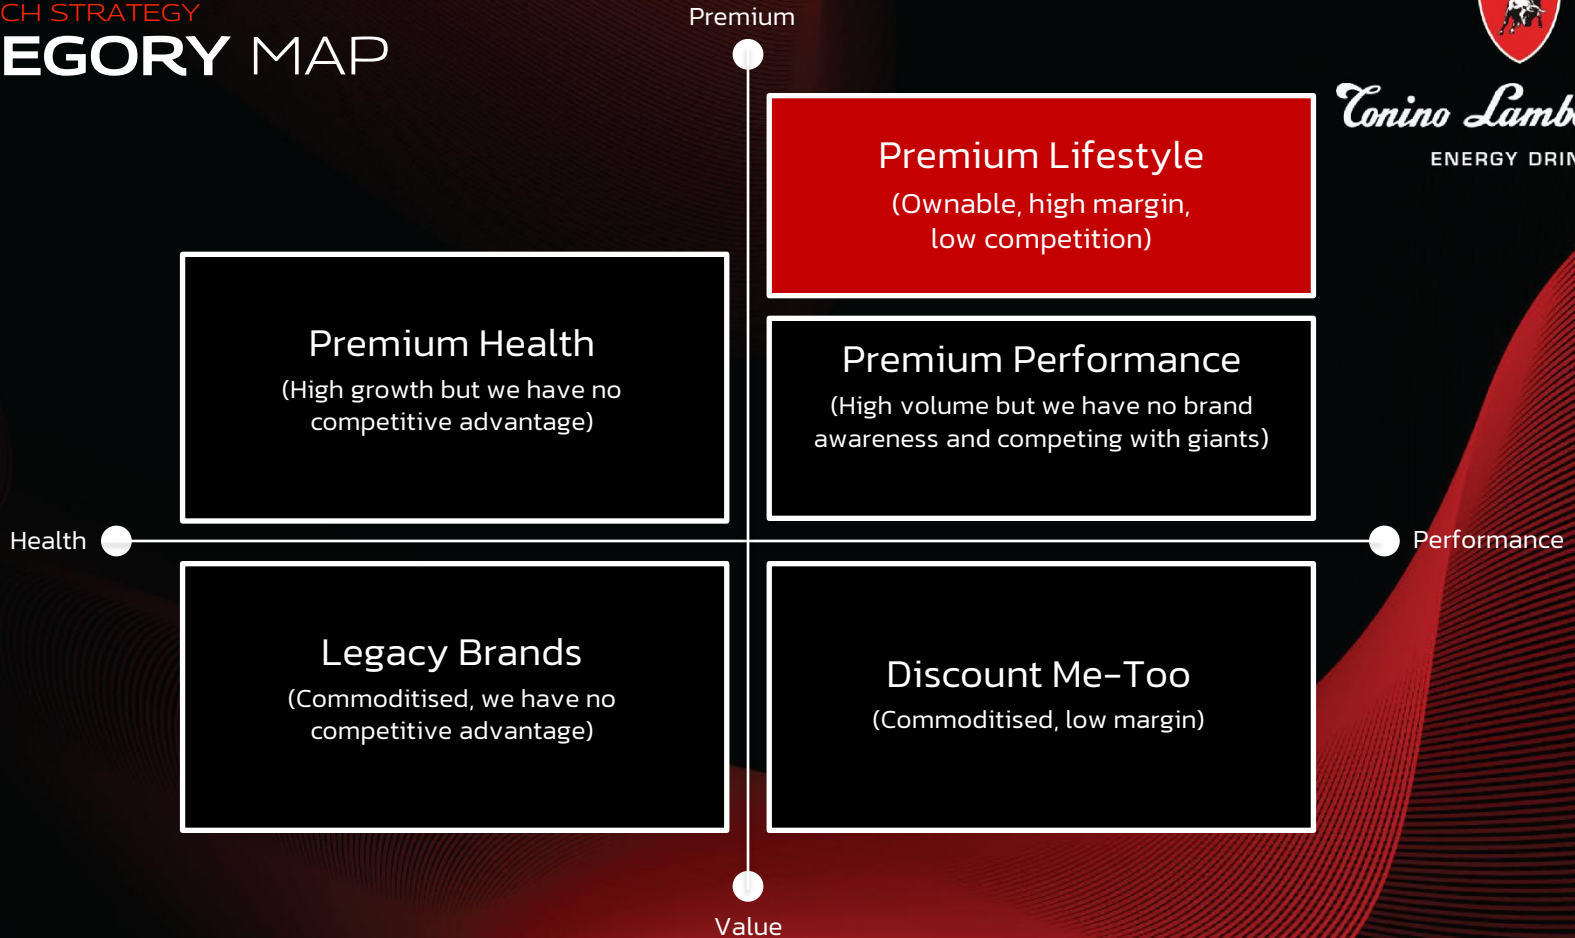 CH STRATEGY
EGORY MAP
Premium
Tonino Lamb
ENERGY DRIN
Premium Lifestyle
(Ownable, high margin,
low competition)
Premium Health
(High growth but we have no
competitive advantage)
Premium Performance
(High volume but we have no brand
awareness and competing with giants)
Health
Performance
Legacy Brands
(Commoditised, we have no
competitive advantage)
Discount Me-Too
(Commoditised, low margin)
Value